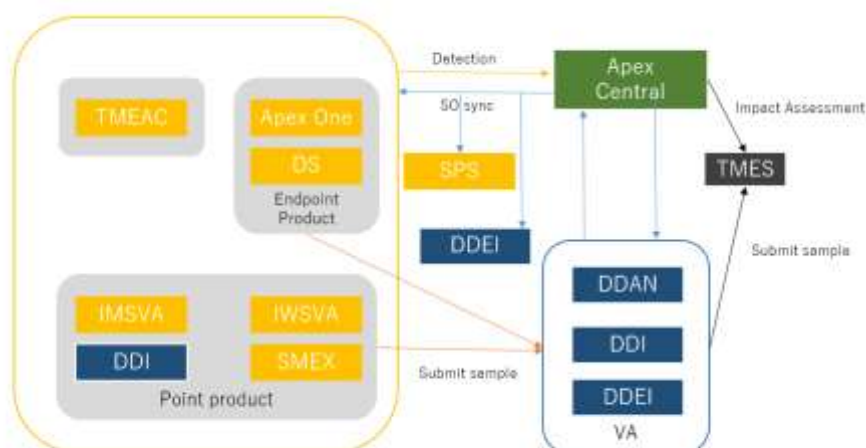 Detection
Apex
Central
TMEAC
Apex One
SO sync
Impact Assessment
DS
SPS
TMES
Endpoint
Product
DDEI
Submit sample
DDAN
IMSVA
IWSVA
DDI
DDI
SMEX
Submit sample
Point product
DDEI
VA